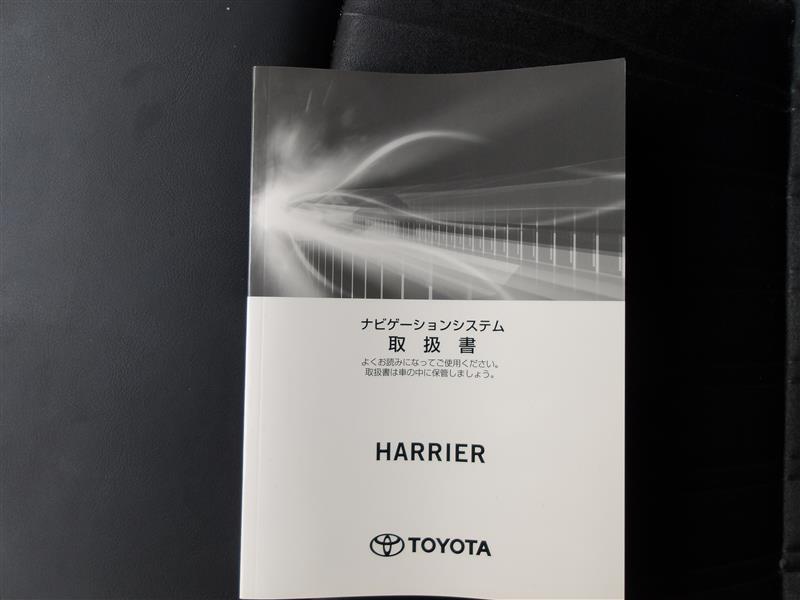 ナビゲーションシステム
取扱書
よくお読みになってご使用ください。
取扱書は車の中に保管しましょう。
HARRIER
TOYOTA